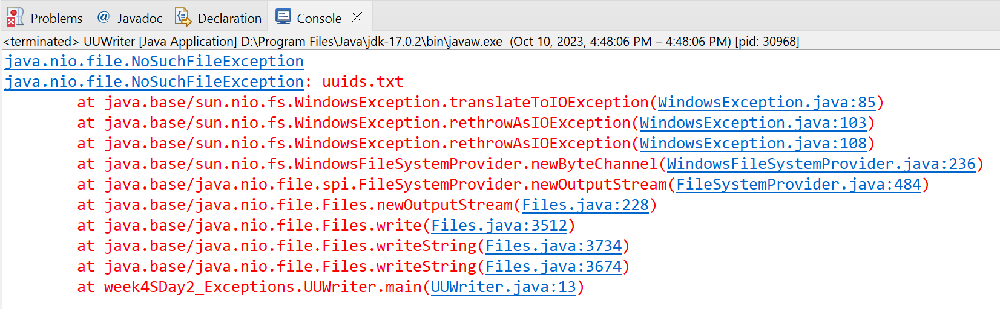 Problems @ Javadoc Declaration Console
<terminated> UUWriter [Java Application] D:\Program Files\Java\jdk-17.0.2\bin\javaw.exe (Oct 10, 2023, 4:48:06 PM – 4:48:06 PM) [pid: 30968]
java.nio.file.NoSuchFileException
java.nio.file.NoSuchFileException: uuids.txt
at java.base/sun.nio.fs.WindowsException.translateToIOException(WindowsException.java:85)
at java.base/sun.nio.fs.WindowsException.rethrowAsIOException(WindowsException.java:103)
at java.base/sun.nio.fs.WindowsException.rethrowAsIOException(WindowsException.java:108)
at java.base/sun.nio.fs.WindowsFileSystemProvider.newByteChannel(WindowsFileSystemProvider.java:236)
at java.base/java.nio.file.spi.FileSystemProvider.newOutputStream(FileSystemProvider.java:484)
at java.base/java.nio.file.Files.newOutputStream(Files.java:228)
at java.base/java.nio.file.Files.write(Files.java:3512)
at java.base/java.nio.file.Files.writeString(Files.java:3734)
at java.base/java.nio.file.Files.writeString(Files.java:3674)
at week4SDay2_Exceptions.UUWriter.main(UUWriter.java:13)